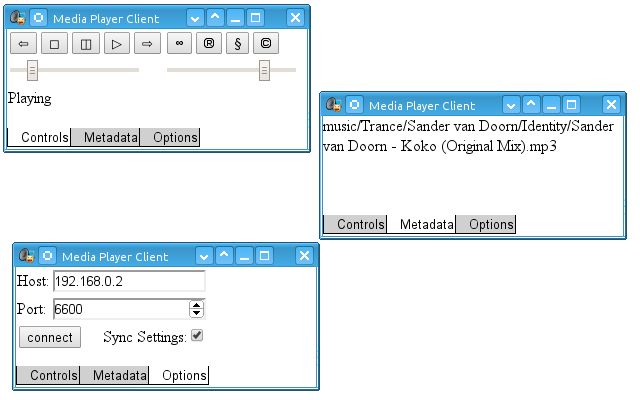 Media Player Client
⇦ □ ◫ ▷ ⇨ ∞ ® § ©
Playing
Controls Metadata Options
Media Player Client
music/Trance/Sander van Doorn/Identity/Sander
van Doorn - Koko (Original Mix).mp3
Controls Metadata Options
Media Player Client
Host: 192.168.0.2
Port: 6600
connect Sync Settings:
Controls Metadata Options